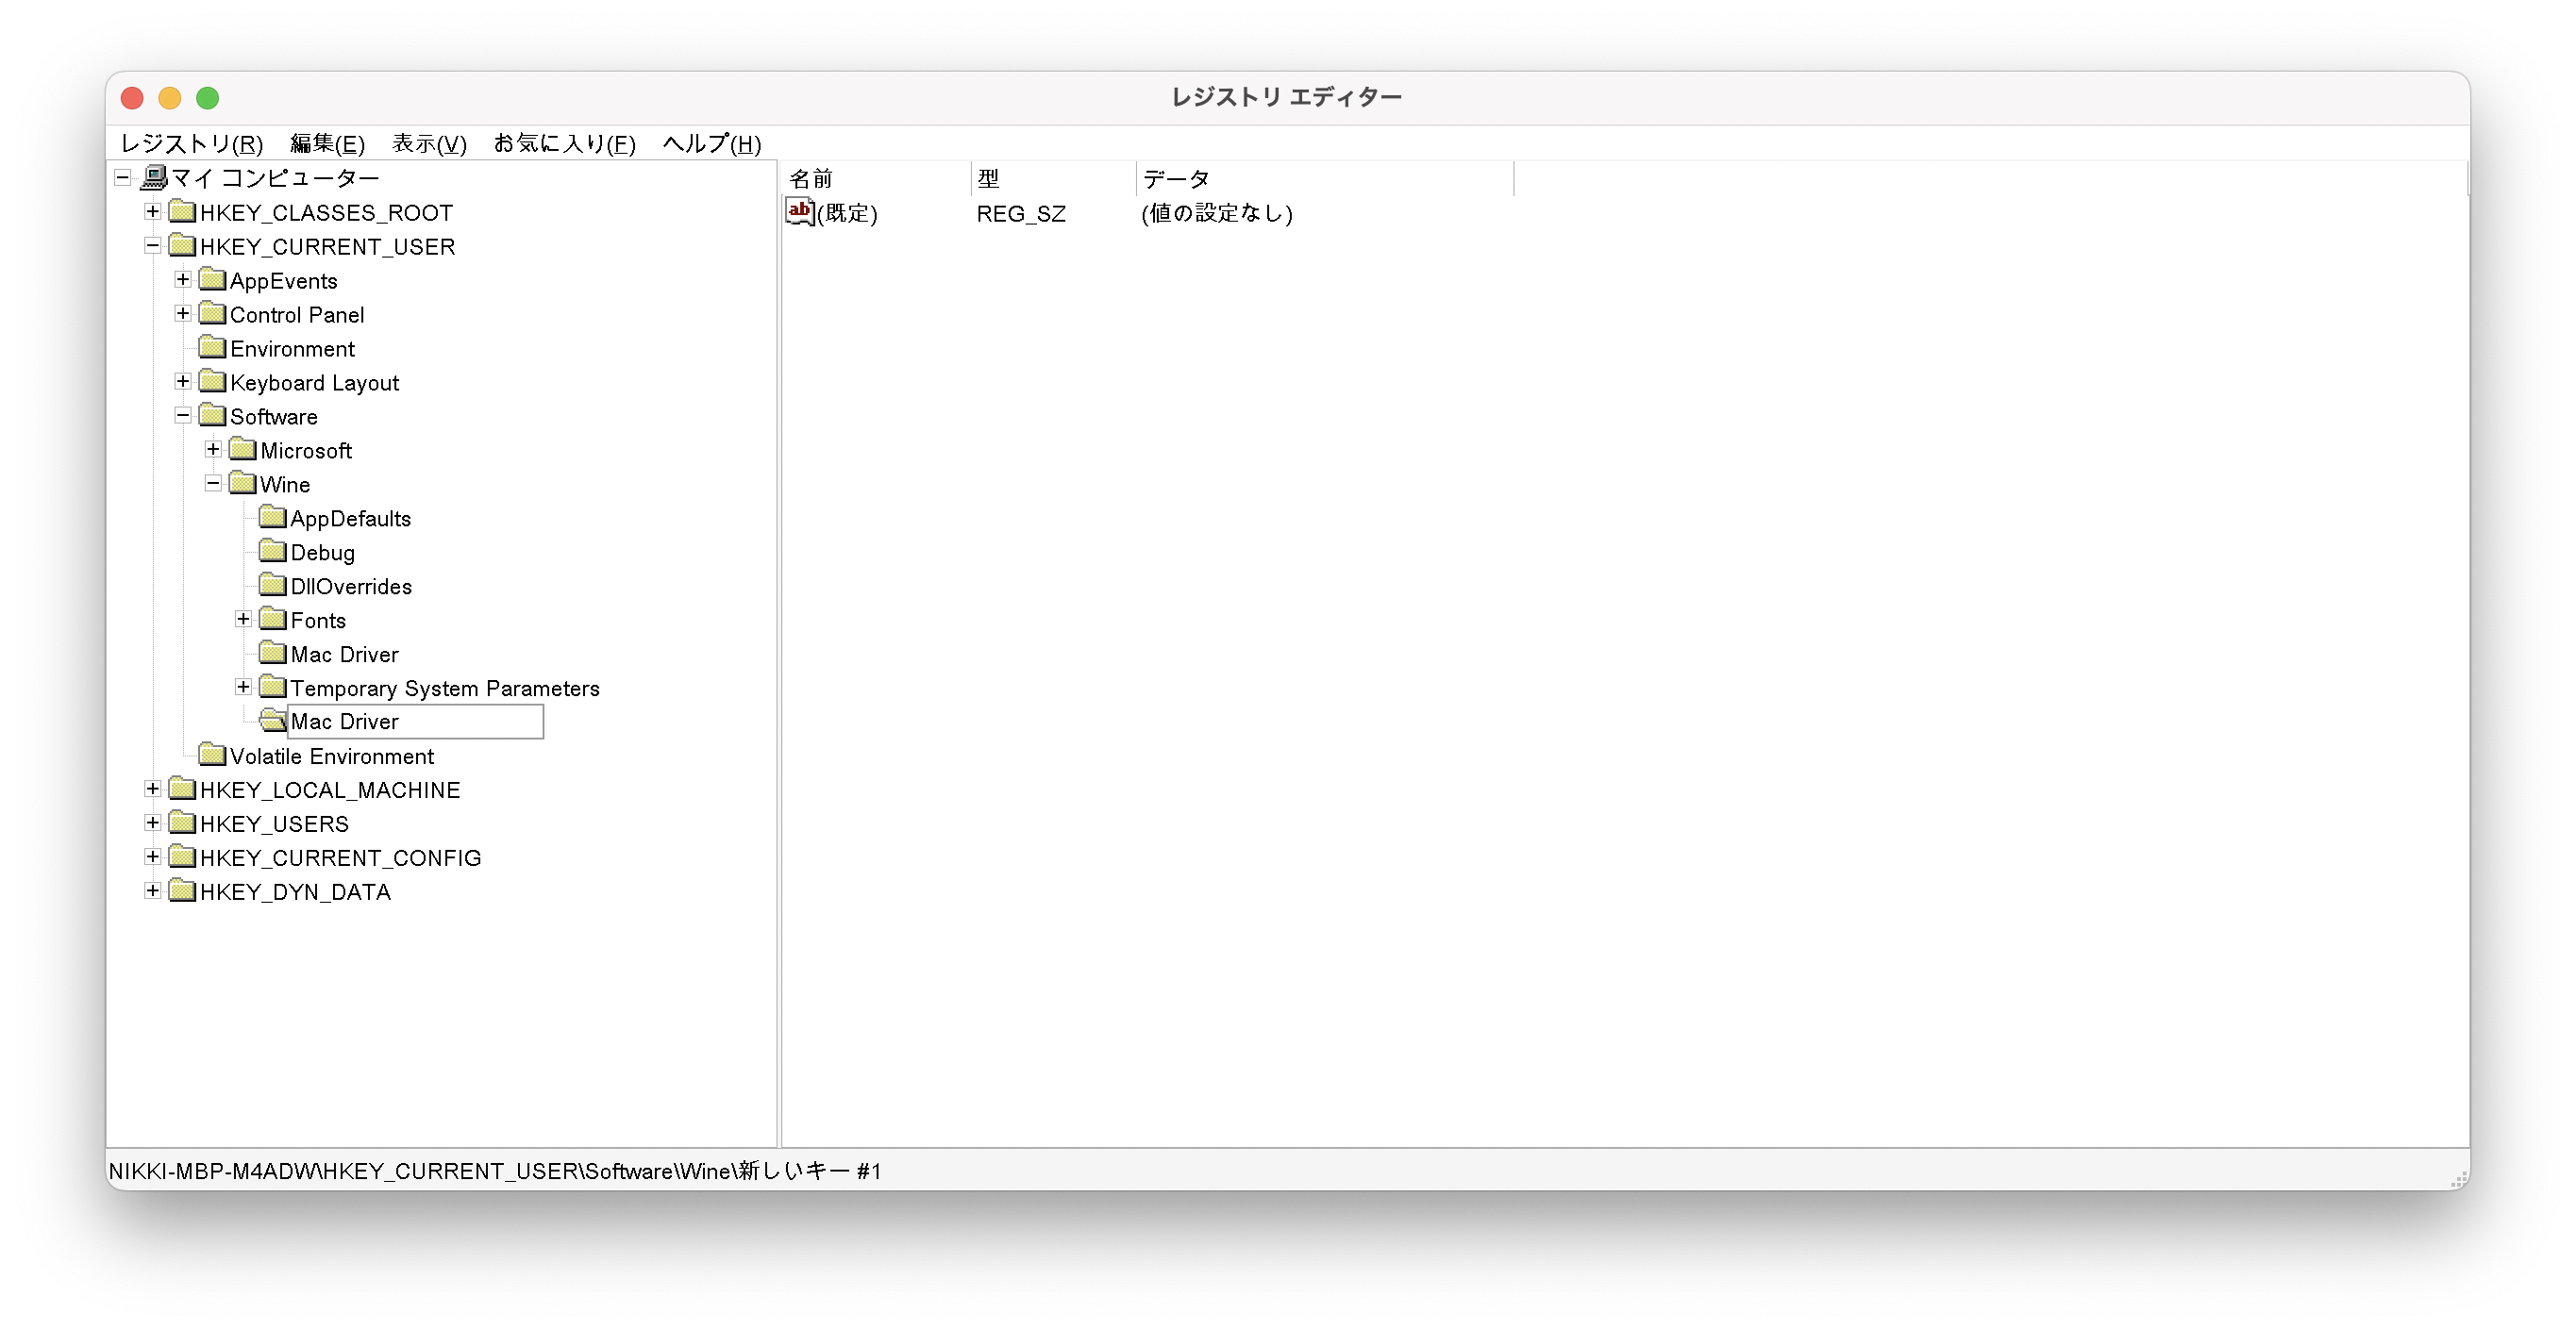 レジストリ エディター
レジストリ(R) 編集(E) 表示(V) お気に入り(F) ヘルプ(H)
マイ コンピューター
HKEY_CLASSES_ROOT
HKEY_CURRENT_USER
AppEvents
Control Panel
Environment
Keyboard Layout
Software
Microsoft
Wine
AppDefaults
Debug
DllOverrides
Fonts
Mac Driver
Temporary System Parameters
Mac Driver
Volatile Environment
HKEY_LOCAL_MACHINE
HKEY_USERS
HKEY_CURRENT_CONFIG
HKEY_DYN_DATA
名前 型 データ
ab (既定) REG_SZ (値の設定なし)
NIKKI-MBP-M4ADW\HKEY_CURRENT_USER\Software\Wine\新しいキー #1